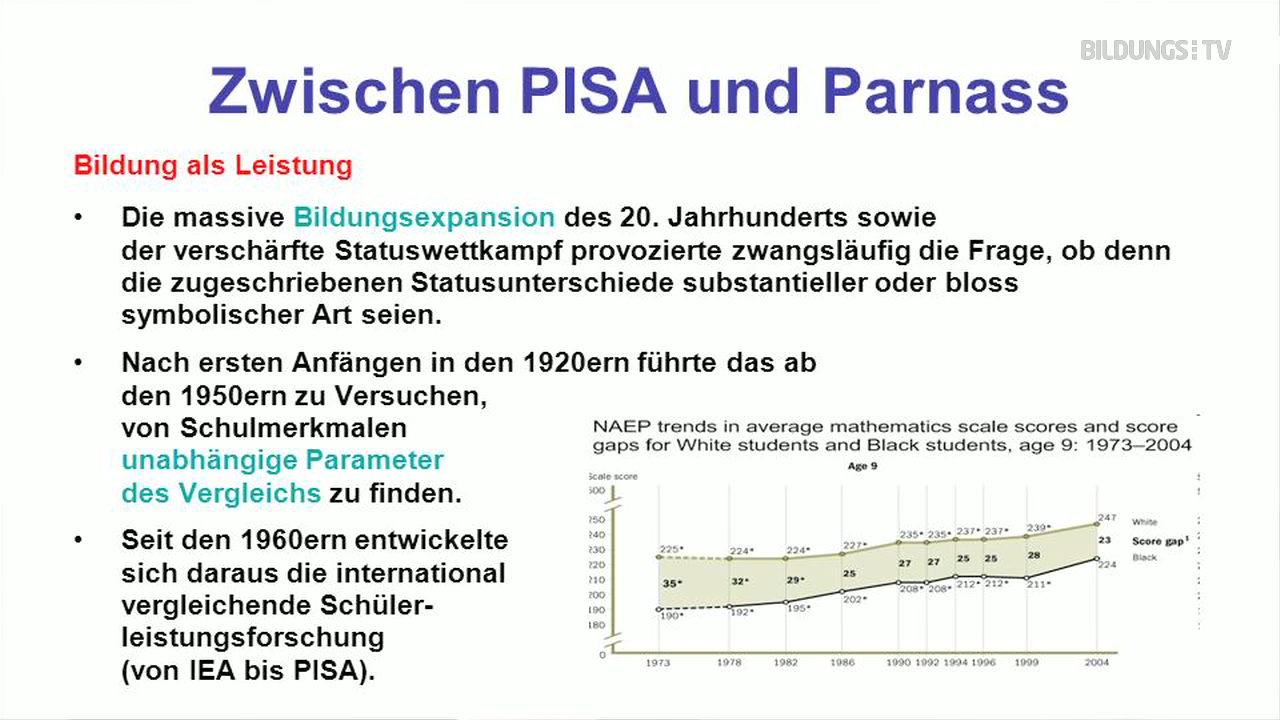 BILDUNGS:TV
Zwischen PISA und Parnass
Bildung als Leistung
• Die massive Bildungsexpansion des 20. Jahrhunderts sowie
der verschärfte Statuswettkampf provozierte zwangsläufig die Frage, ob denn
die zugeschriebenen Statusunterschiede substantieller oder bloss
symbolischer Art seien.
• Nach ersten Anfängen in den 1920ern führte das ab
den 1950ern zu Versuchen,
von Schulmerkmalen
unabhängige Parameter
des Vergleichs zu finden.
• Seit den 1960ern entwickelte
sich daraus die international
vergleichende Schüler-
leistungsforschung
(von IEA bis PISA).
NAEP trends in average mathematics scale scores and score
gaps for White students and Black students, age 9: 1973–2004
Age 9
Scale score
500
250
240
230
220
210
200
190
180
0
225* 224* 224* 227* 235* 235* 237* 237* 239* 247
White
35* 32* 29* 25 27 27 25 25 28 23
Score gap¹
190* 192* 195* 202* 208* 208* 212* 212* 211* 224
Black
1973 1978 1982 1986 1990 1992 1994 1996 1999 2004